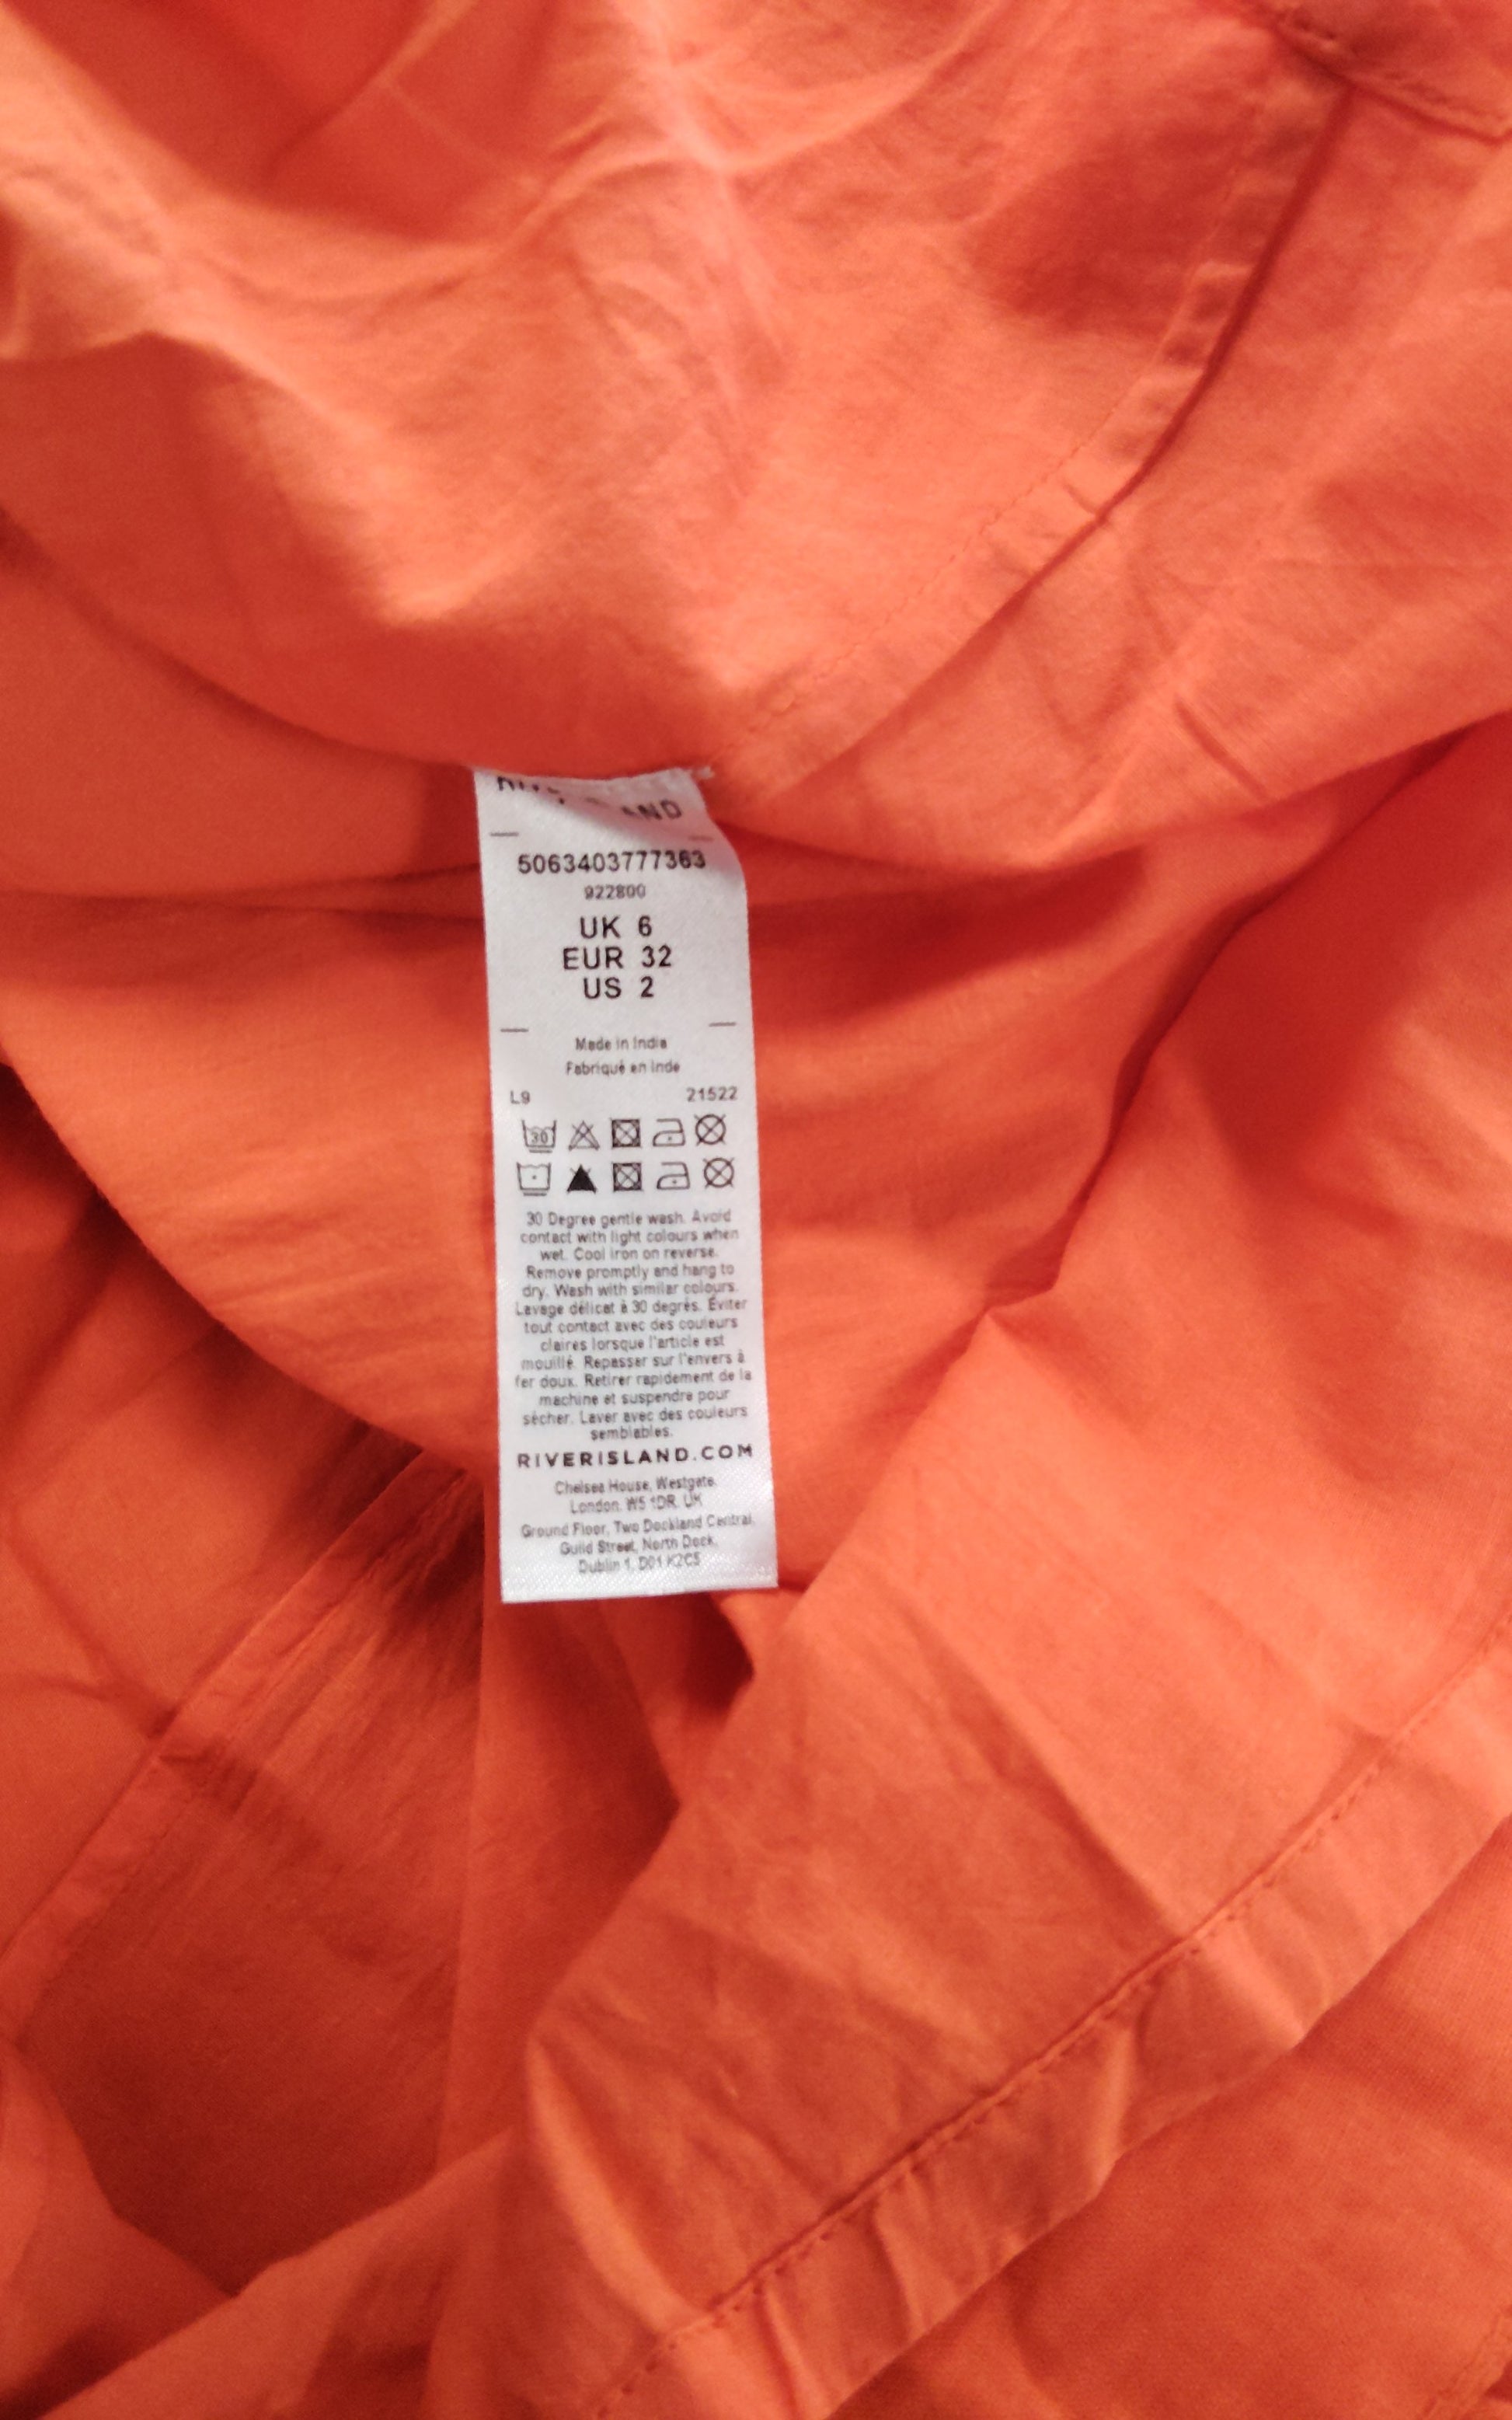 AND
5063403777363
922800
UK 6
EUR 32
US 2
Made in India
Fabriqué en Inde
L9 21522
30
30 Degree gentle wash. Avoid
contact with light colours when
wet. Cool iron on reverse.
Remove promptly and hang to
dry. Wash with similar colours.
Lavage délicat à 30 degrés. Éviter
tout contact avec des couleurs
claires lorsque l'article est
mouillé. Repasser sur l'envers à
fer doux. Retirer rapidement de la
machine et suspendre pour
sécher. Laver avec des couleurs
semblables.
RIVERISLAND.COM
Chelsea House, Westgate,
London, W5 1DR, UK
Ground Floor, Two Dockland Central,
Guild Street, North Dock,
Dublin 1, D01 K2C5